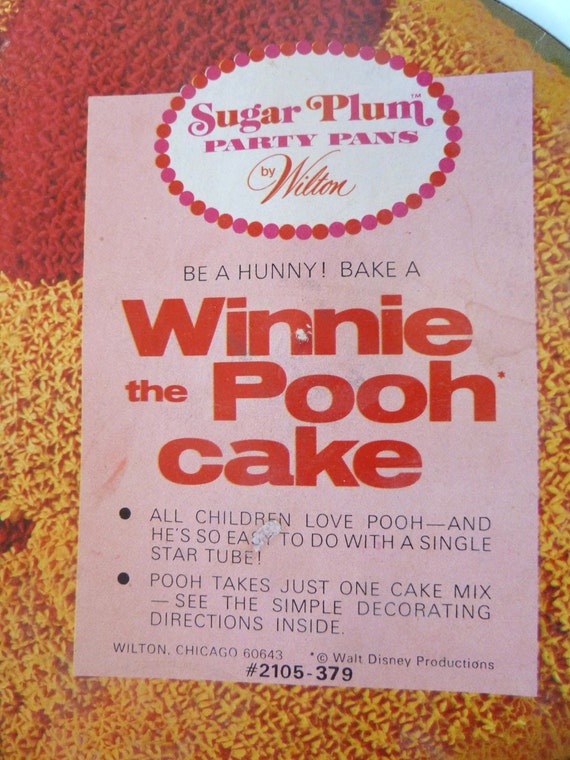 Sugar Plum™
PARTY PANS
by Wilton
BE A HUNNY! BAKE A
Winnie
the Pooh*
cake
• ALL CHILDREN LOVE POOH—AND
HE'S SO EASY TO DO WITH A SINGLE
STAR TUBE!
• POOH TAKES JUST ONE CAKE MIX
—SEE THE SIMPLE DECORATING
DIRECTIONS INSIDE.
WILTON, CHICAGO 60643 *© Walt Disney Productions
#2105-379